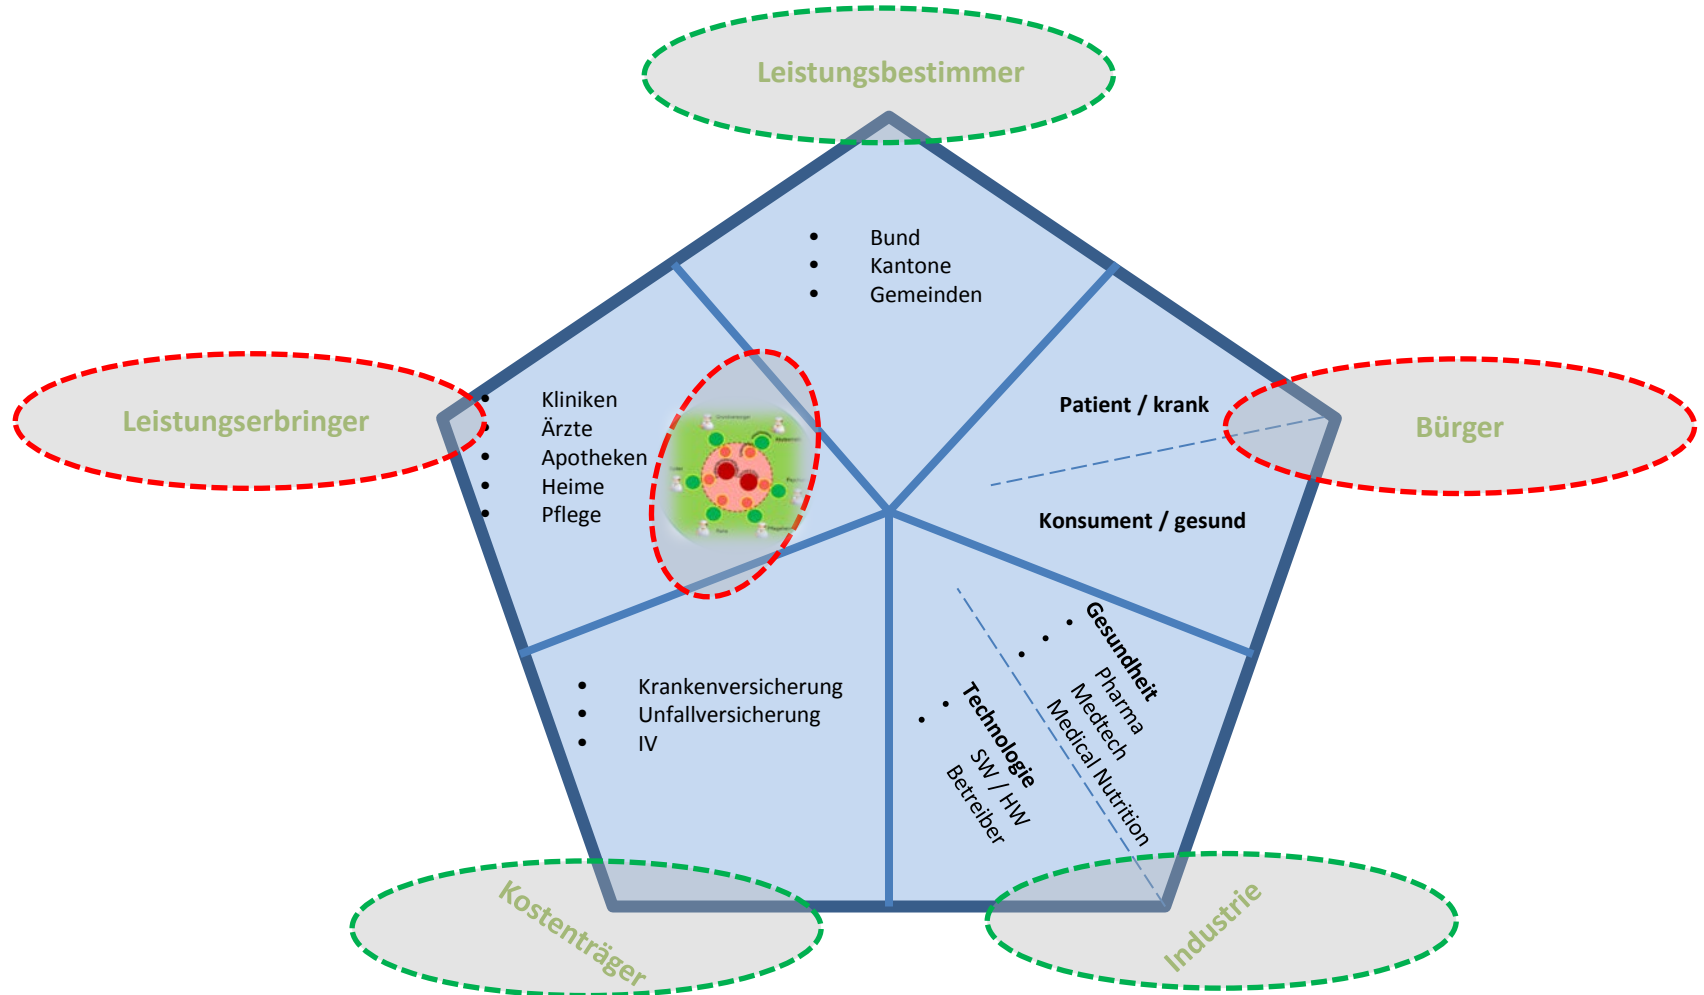 Leistungsbestimmer
• Bund
• Kantone
• Gemeinden
Leistungserbringer
• Kliniken
• Ärzte
• Apotheken
• Heime
• Pflege
Patient / krank
Bürger
Konsument / gesund
• Krankenversicherung
• Unfallversicherung
• IV
Technologie
• SW / HW
• Betreiber
Gesundheit
• Pharma
• Medtech
• Medical Nutrition
Kostenträger
Industrie